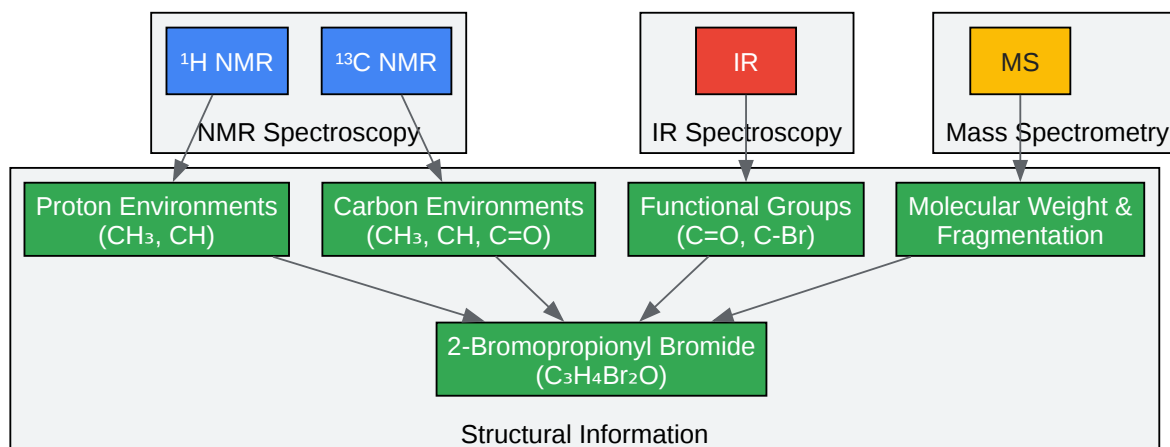 ¹H NMR
¹³C NMR
IR
MS
NMR Spectroscopy
IR Spectroscopy
Mass Spectrometry
Proton Environments
(CH₃, CH)
Carbon Environments
(CH₃, CH, C=O)
Functional Groups
(C=O, C-Br)
Molecular Weight &
Fragmentation
2-Bromopropionyl Bromide
(C₃H₄Br₂O)
Structural Information